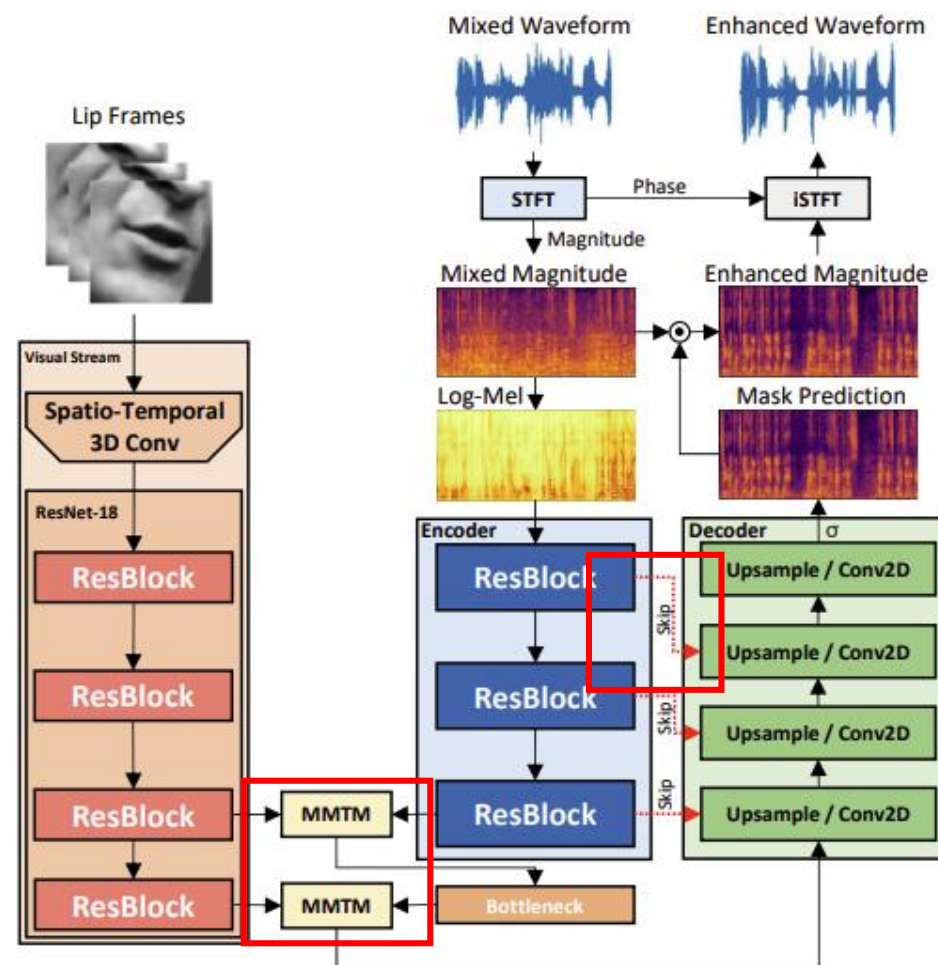 Mixed Waveform
Enhanced Waveform
Lip Frames
STFT
Phase
iSTFT
Magnitude
Mixed Magnitude
Enhanced Magnitude
Visual Stream
Spatio-Temporal
3D Conv
Log-Mel
Mask Prediction
ResNet-18
Encoder
Decoder
σ
ResBlock
ResBlock
Skip
Upsample / Conv2D
Upsample / Conv2D
ResBlock
ResBlock
Skip
Upsample / Conv2D
ResBlock
MMTM
ResBlock
Skip
Upsample / Conv2D
ResBlock
MMTM
Bottleneck